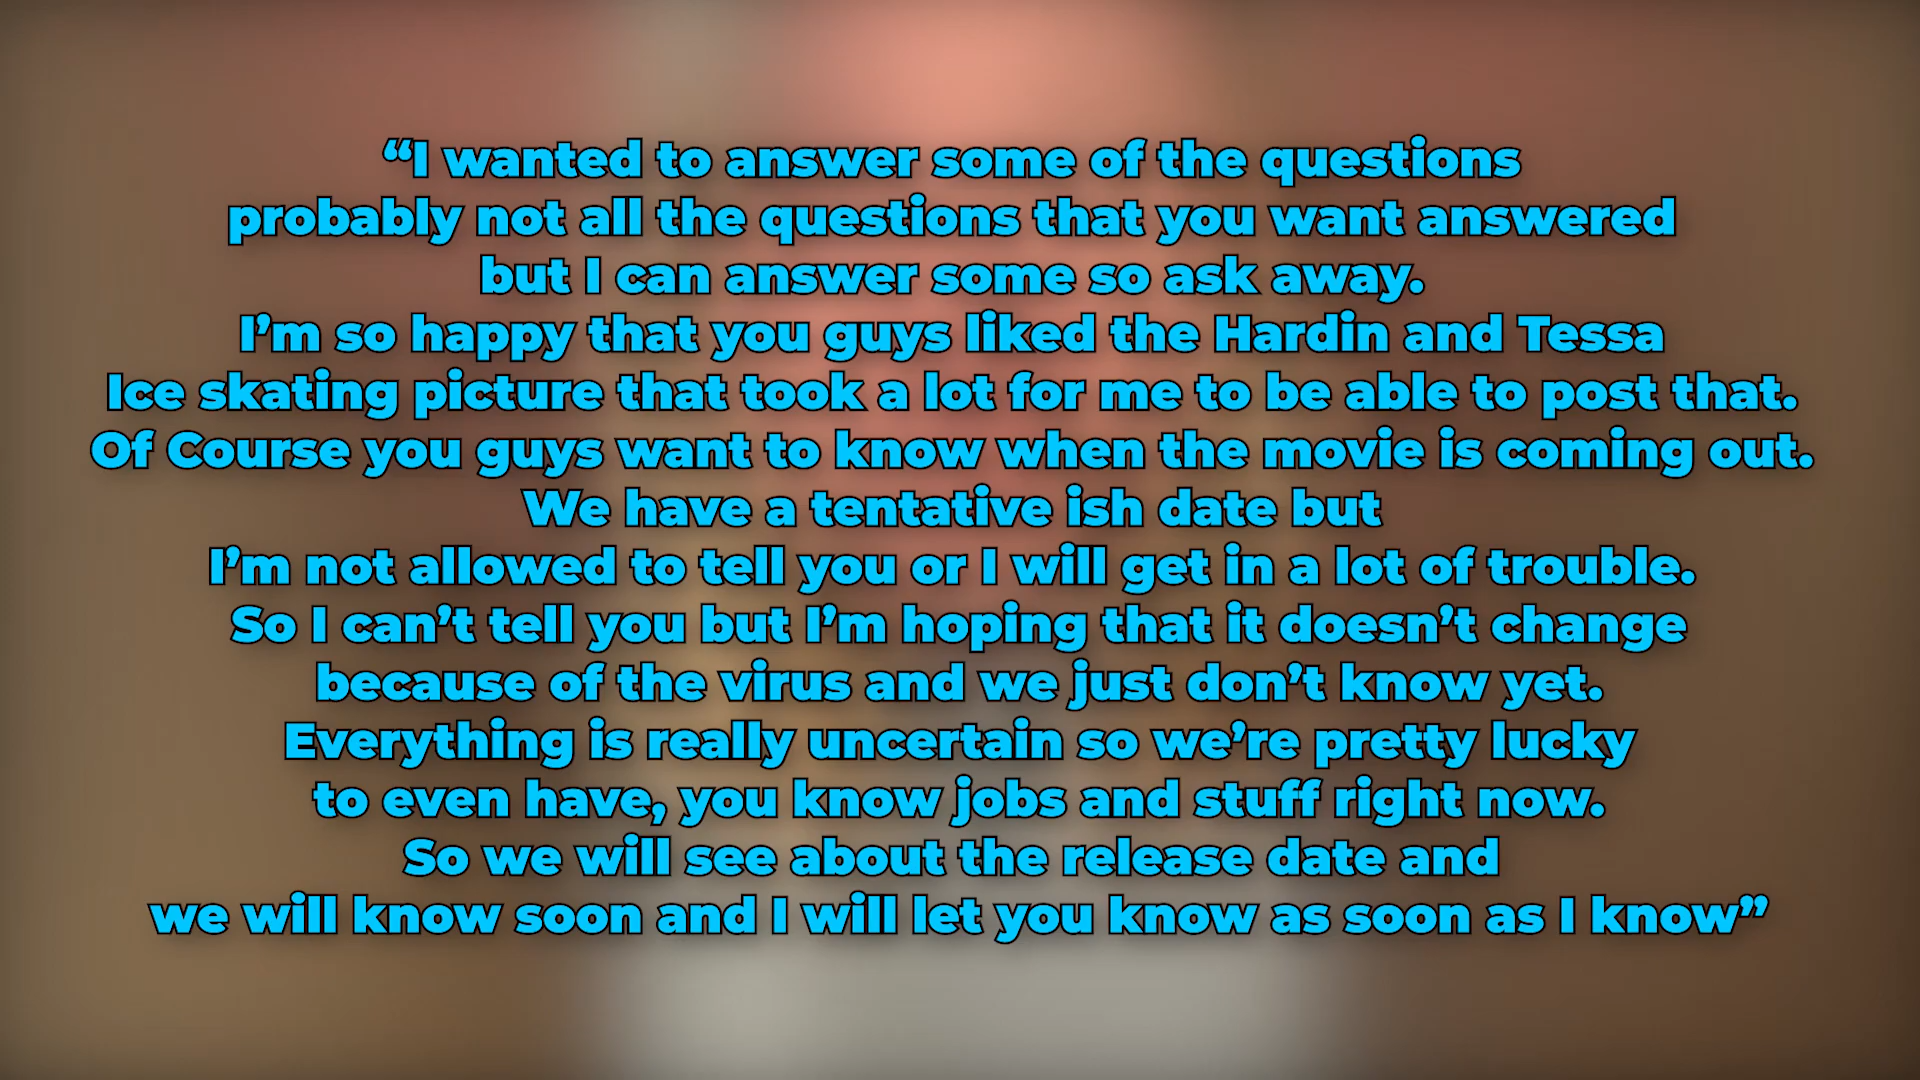 “I wanted to answer some of the questions
probably not all the questions that you want answered
but I can answer some so ask away.
I’m so happy that you guys liked the Hardin and Tessa
Ice skating picture that took a lot for me to be able to post that.
Of Course you guys want to know when the movie is coming out.
We have a tentative ish date but
I’m not allowed to tell you or I will get in a lot of trouble.
So I can’t tell you but I’m hoping that it doesn’t change
because of the virus and we just don’t know yet.
Everything is really uncertain so we’re pretty lucky
to even have, you know jobs and stuff right now.
So we will see about the release date and
we will know soon and I will let you know as soon as I know”